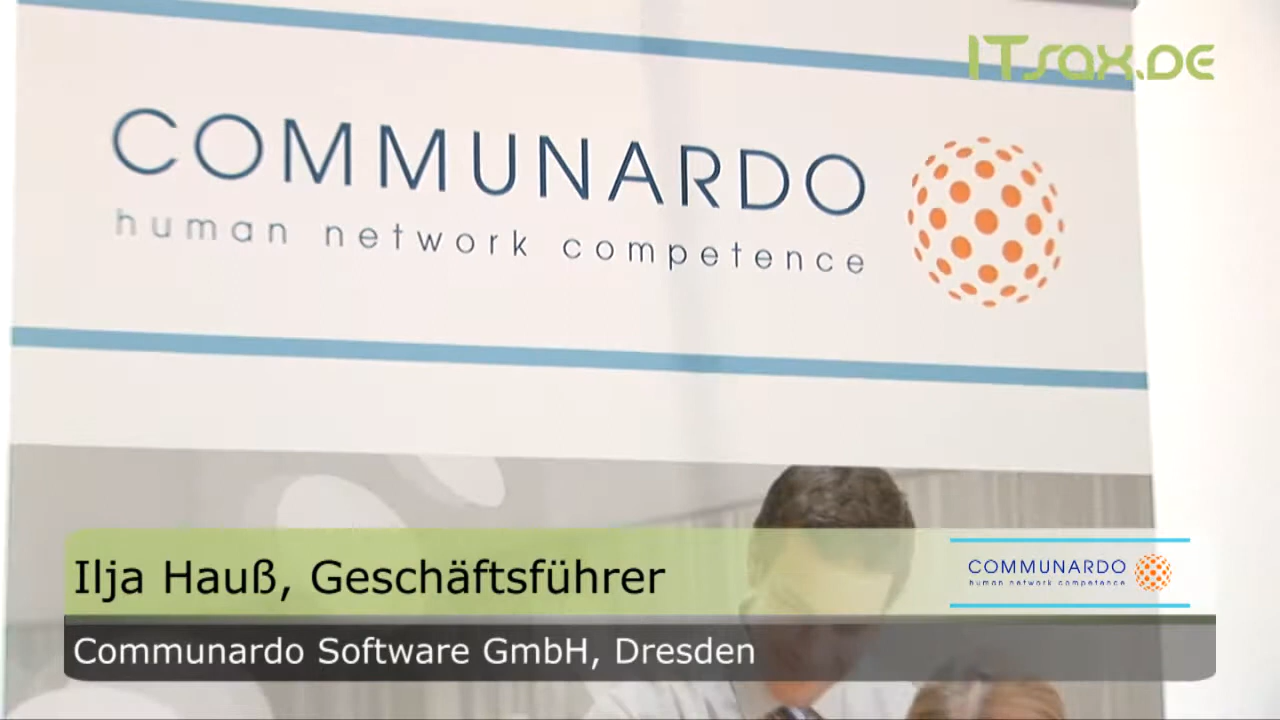 ITsax.DE
COMMUNARDO
human network competence
Ilja Hauß, Geschäftsführer
COMMUNARDO
human network competence
Communardo Software GmbH, Dresden